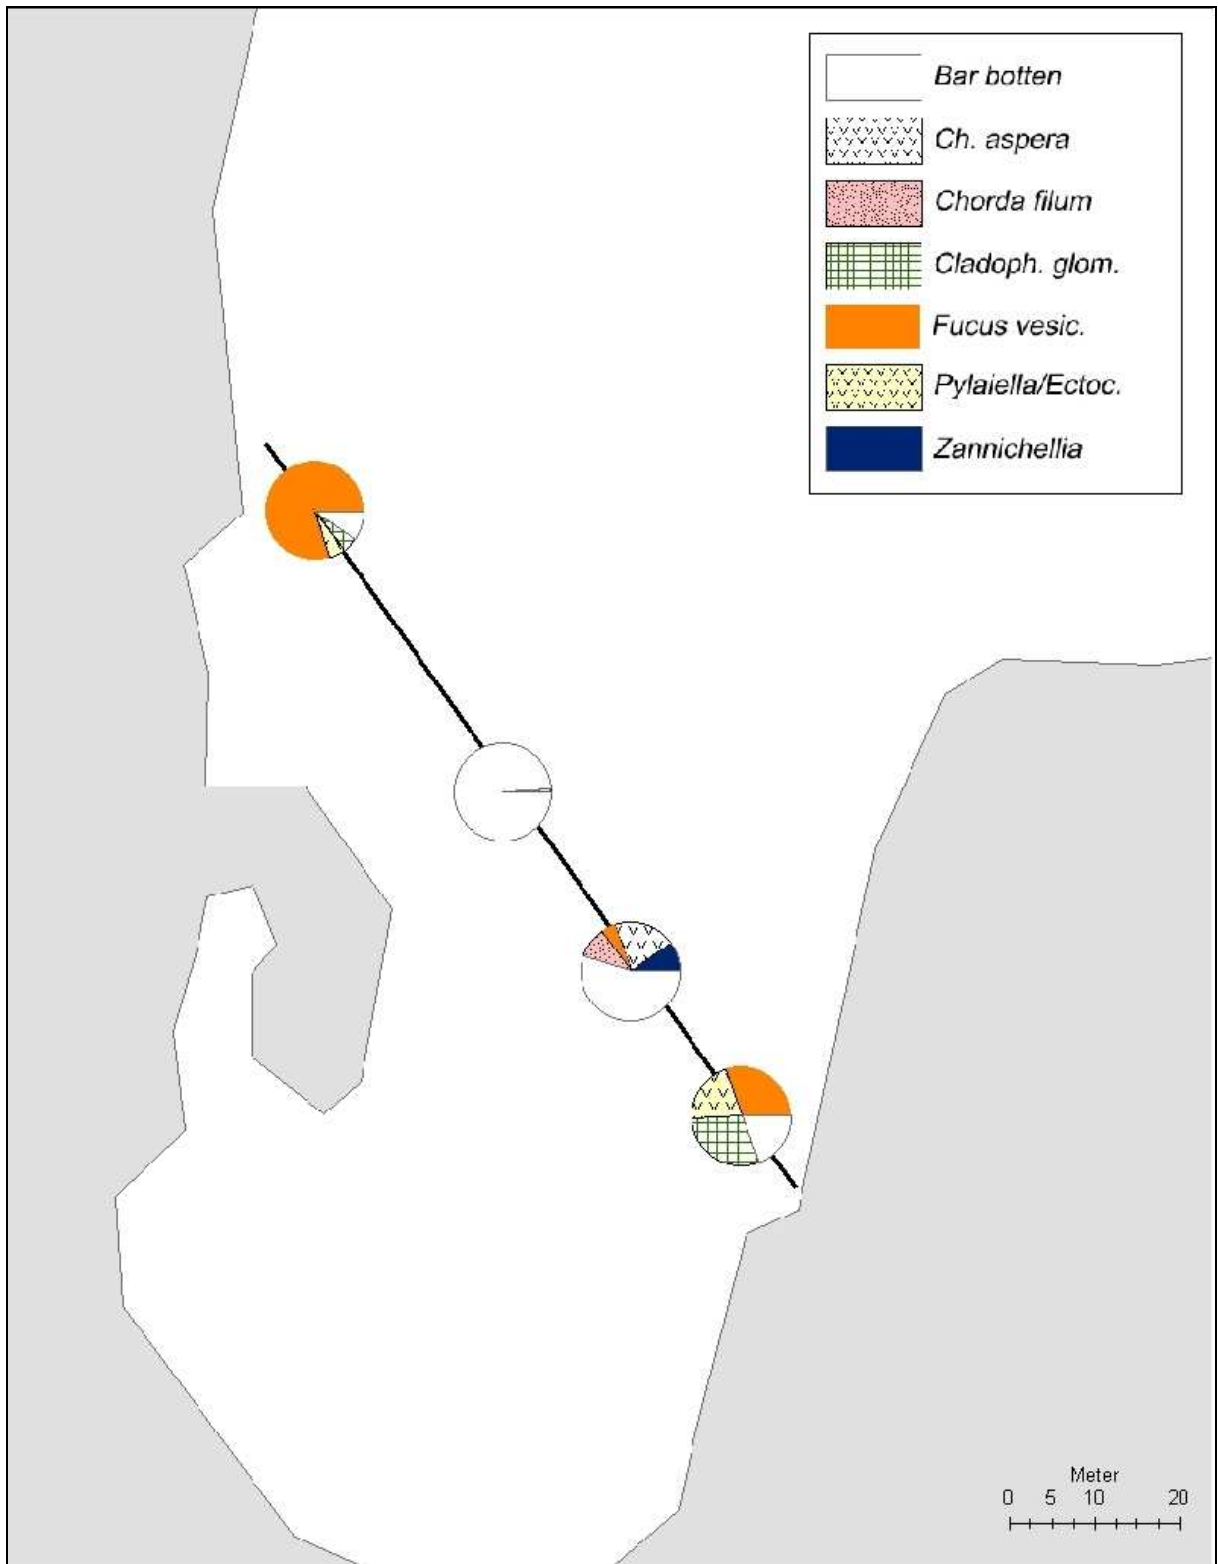 Bar botten
Ch. aspera
Chorda filum
Cladoph. glom.
Fucus vesic.
Pylaiella/Ectoc.
Zannichellia
Meter
0 5 10 20